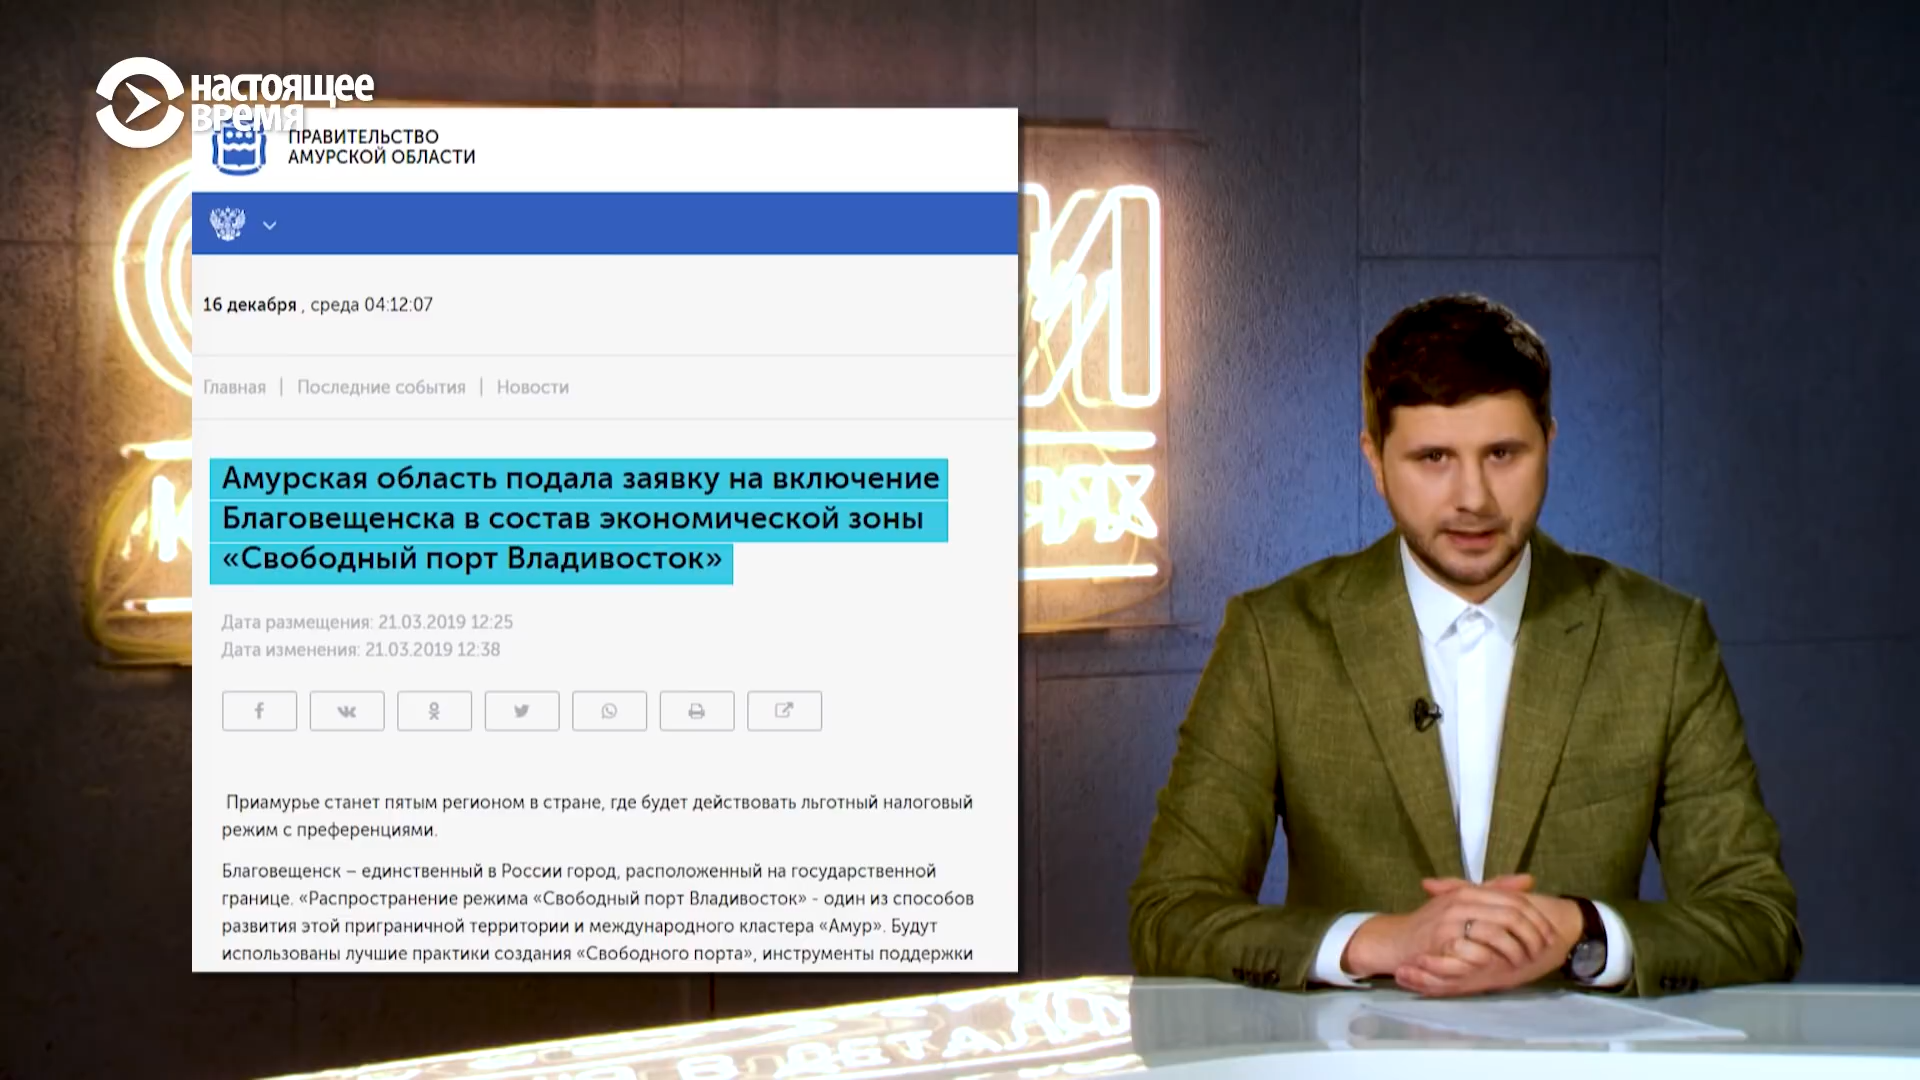 настоящее
время
ПРАВИТЕЛЬСТВО
АМУРСКОЙ ОБЛАСТИ
16 декабря , среда 04:12:07
Главная | Последние события | Новости
Амурская область подала заявку на включение
Благовещенска в состав экономической зоны
«Свободный порт Владивосток»
Дата размещения: 21.03.2019 12:25
Дата изменения: 21.03.2019 12:38
Приамурье станет пятым регионом в стране, где будет действовать льготный налоговый
режим с преференциями.
Благовещенск – единственный в России город, расположенный на государственной
границе. «Распространение режима «Свободный порт Владивосток» - один из способов
развития этой приграничной территории и международного кластера «Амур». Будут
использованы лучшие практики создания «Свободного порта», инструменты поддержки